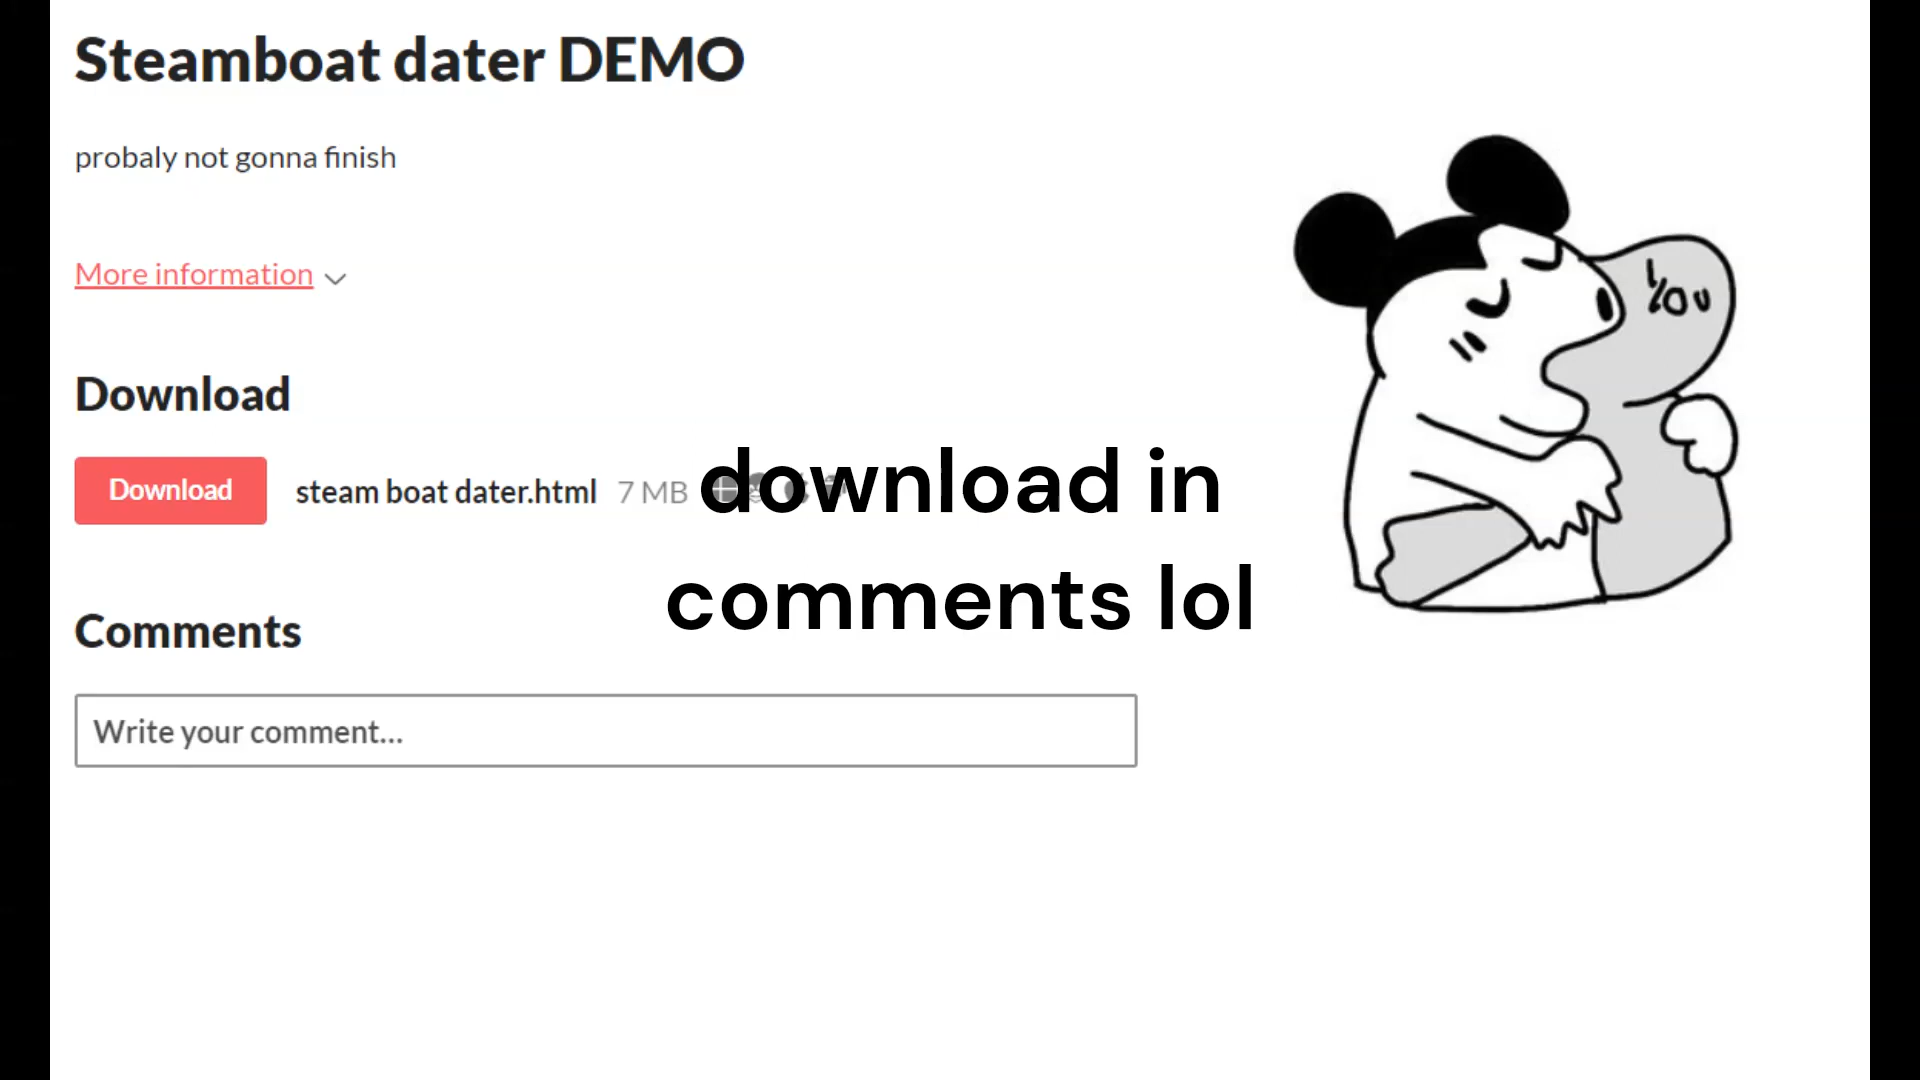 Steamboat dater DEMO
probaly not gonna finish
More information
Download
Download steam boat dater.html 7 MB
download in
comments lol
Comments
Write your comment...
You